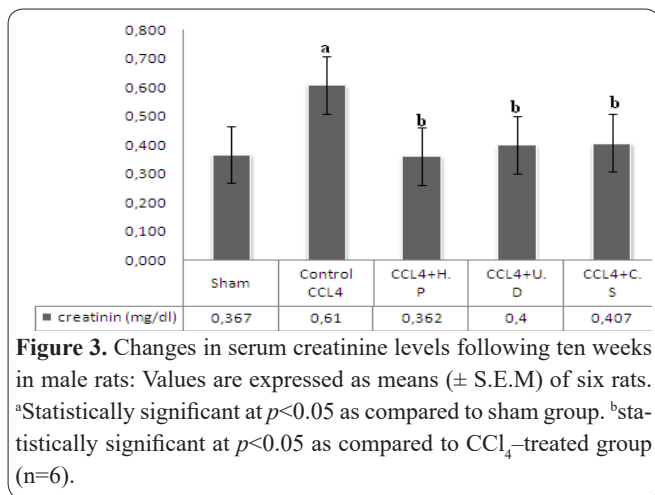 0,800
0,700
0,600
0,500
0,400
0,300
0,200
0,100
0,000
a
b
b
b
Sham
Control CCL4
CCL4+H.P
CCL4+U.D
CCL4+C.S
creatinin (mg/dl) 0,367 0,61 0,362 0,4 0,407
Figure 3. Changes in serum creatinine levels following ten weeks
in male rats: Values are expressed as means (± S.E.M) of six rats.
ᵃStatistically significant at p<0.05 as compared to sham group. ᵇsta-
tistically significant at p<0.05 as compared to CCl₄–treated group
(n=6).